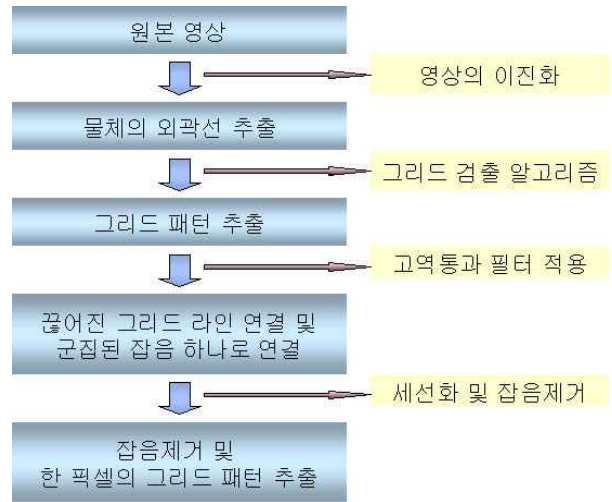 원본 영상
영상의 이진화
물체의 외곽선 추출
그리드 검출 알고리즘
그리드 패턴 추출
고역통과 필터 적용
끊어진 그리드 라인 연결 및
군집된 잡음 하나로 연결
세선화 및 잡음제거
잡음제거 및
한 픽셀의 그리드 패턴 추출